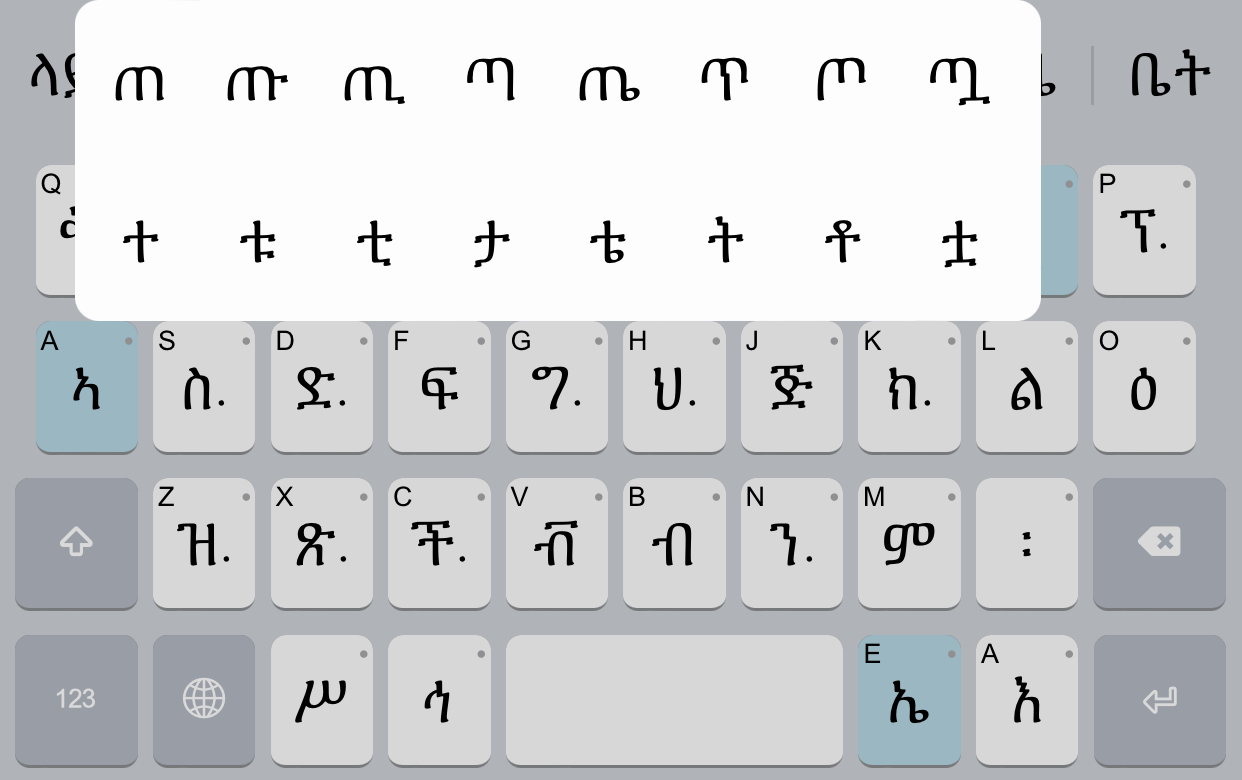 ጠ ጡ ጢ ጣ ጤ ጥ ጦ ጧ ቤት
ተ ቱ ቲ ታ ቴ ት ቶ ቷ
Q P ፕ.
A ኣ S ስ. D ድ. F ፍ G ግ. H ህ. J ጅ K ክ. L ል O ዕ
Z ዝ. X ጽ. C ች. V ቭ B ብ N ን. M ም ፡
123 ሥ ኅ E ኤ A እ